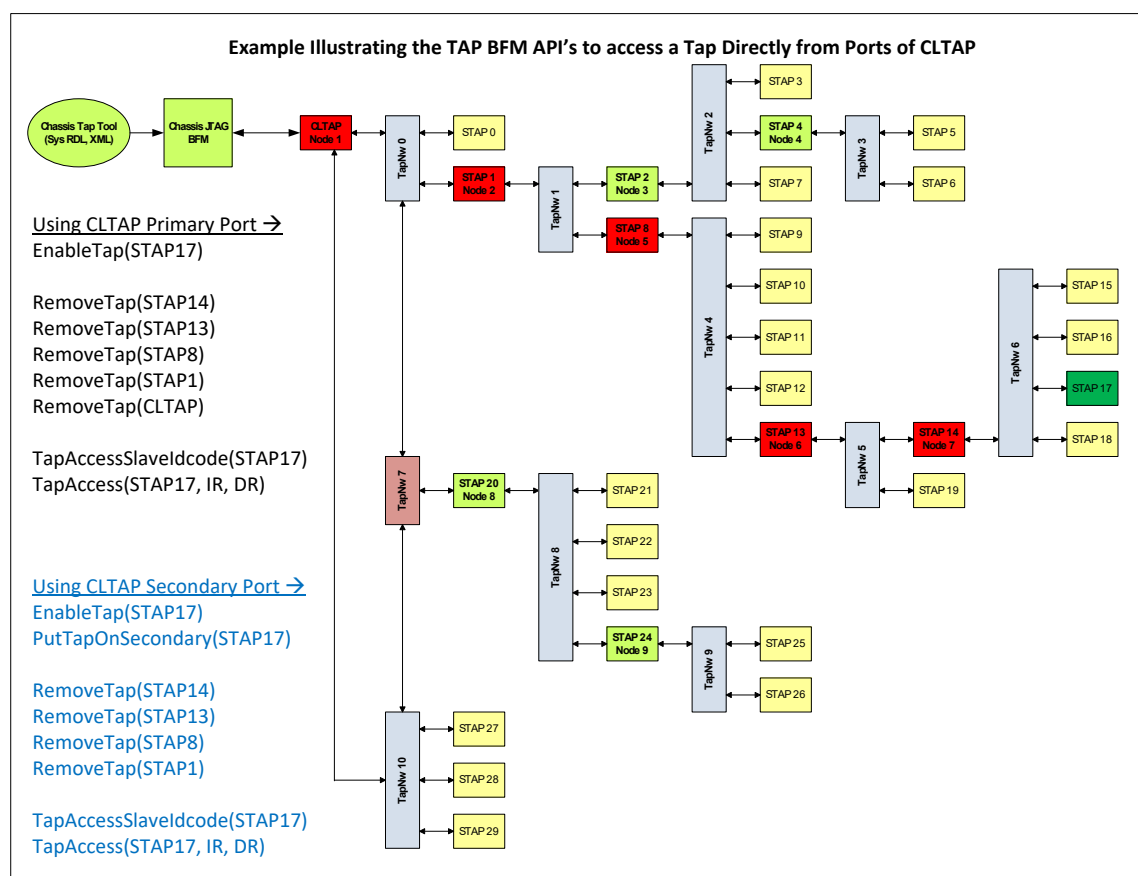 Example Illustrating the TAP BFM API's to access a Tap Directly from Ports of CLTAP
Chassis Tap Tool
(Sys RDL, XML)
Chassis JTAG
BFM
CLTAP
Node 1
TapNw 0
STAP 0
STAP 1
Node 2
TapNw 1
STAP 2
Node 3
TapNw 2
STAP 3
STAP 4
Node 4
TapNw 3
STAP 5
STAP 6
STAP 7
STAP 8
Node 5
TapNw 4
STAP 9
STAP 10
STAP 11
STAP 12
STAP 13
Node 6
TapNw 5
STAP 14
Node 7
TapNw 6
STAP 15
STAP 16
STAP 17
STAP 18
STAP 19
TapNw 7
STAP 20
Node 8
TapNw 8
STAP 21
STAP 22
STAP 23
STAP 24
Node 9
TapNw 9
STAP 25
STAP 26
TapNw 10
STAP 27
STAP 28
STAP 29
Using CLTAP Primary Port →
EnableTap(STAP17)
RemoveTap(STAP14)
RemoveTap(STAP13)
RemoveTap(STAP8)
RemoveTap(STAP1)
RemoveTap(CLTAP)
TapAccessSlaveIdcode(STAP17)
TapAccess(STAP17, IR, DR)
Using CLTAP Secondary Port →
EnableTap(STAP17)
PutTapOnSecondary(STAP17)
RemoveTap(STAP14)
RemoveTap(STAP13)
RemoveTap(STAP8)
RemoveTap(STAP1)
TapAccessSlaveIdcode(STAP17)
TapAccess(STAP17, IR, DR)